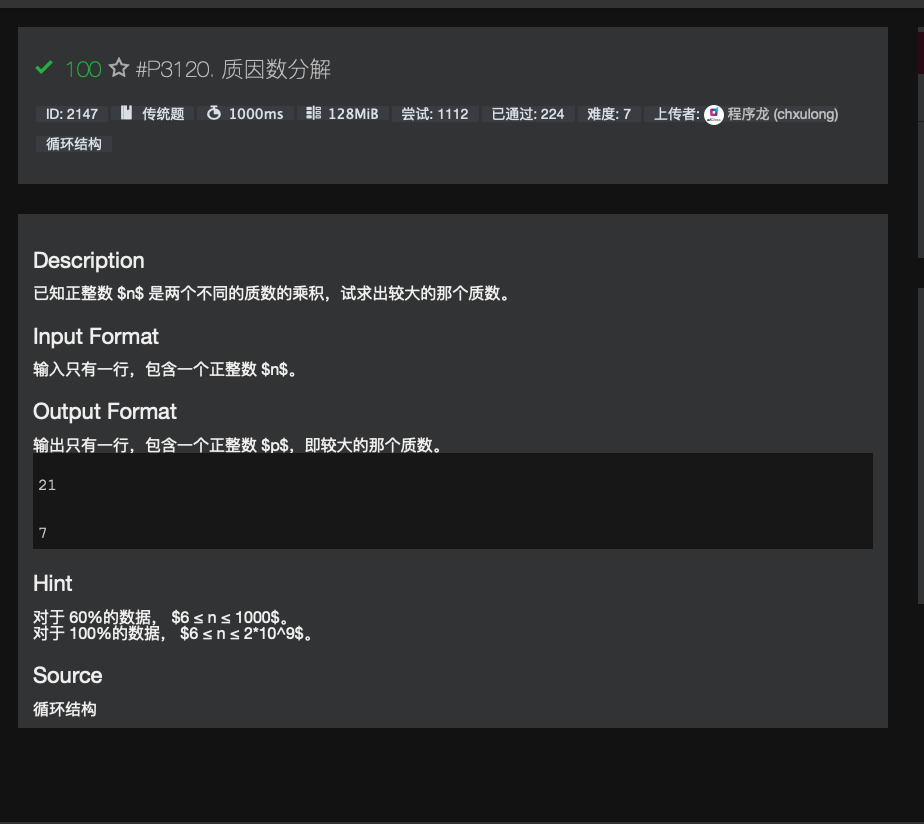 100 #P3120. 质因数分解
ID: 2147 传统题 1000ms 128MiB 尝试: 1112 已通过: 224 难度: 7 上传者: 程序龙 (chxulong)
循环结构
Description
已知正整数 $n$ 是两个不同的质数的乘积，试求出较大的那个质数。
Input Format
输入只有一行，包含一个正整数 $n$。
Output Format
输出只有一行，包含一个正整数 $p$，即较大的那个质数。
21
7
Hint
对于 60%的数据， $6 ≤ n ≤ 1000$。
对于 100%的数据， $6 ≤ n ≤ 2*10^9$。
Source
循环结构